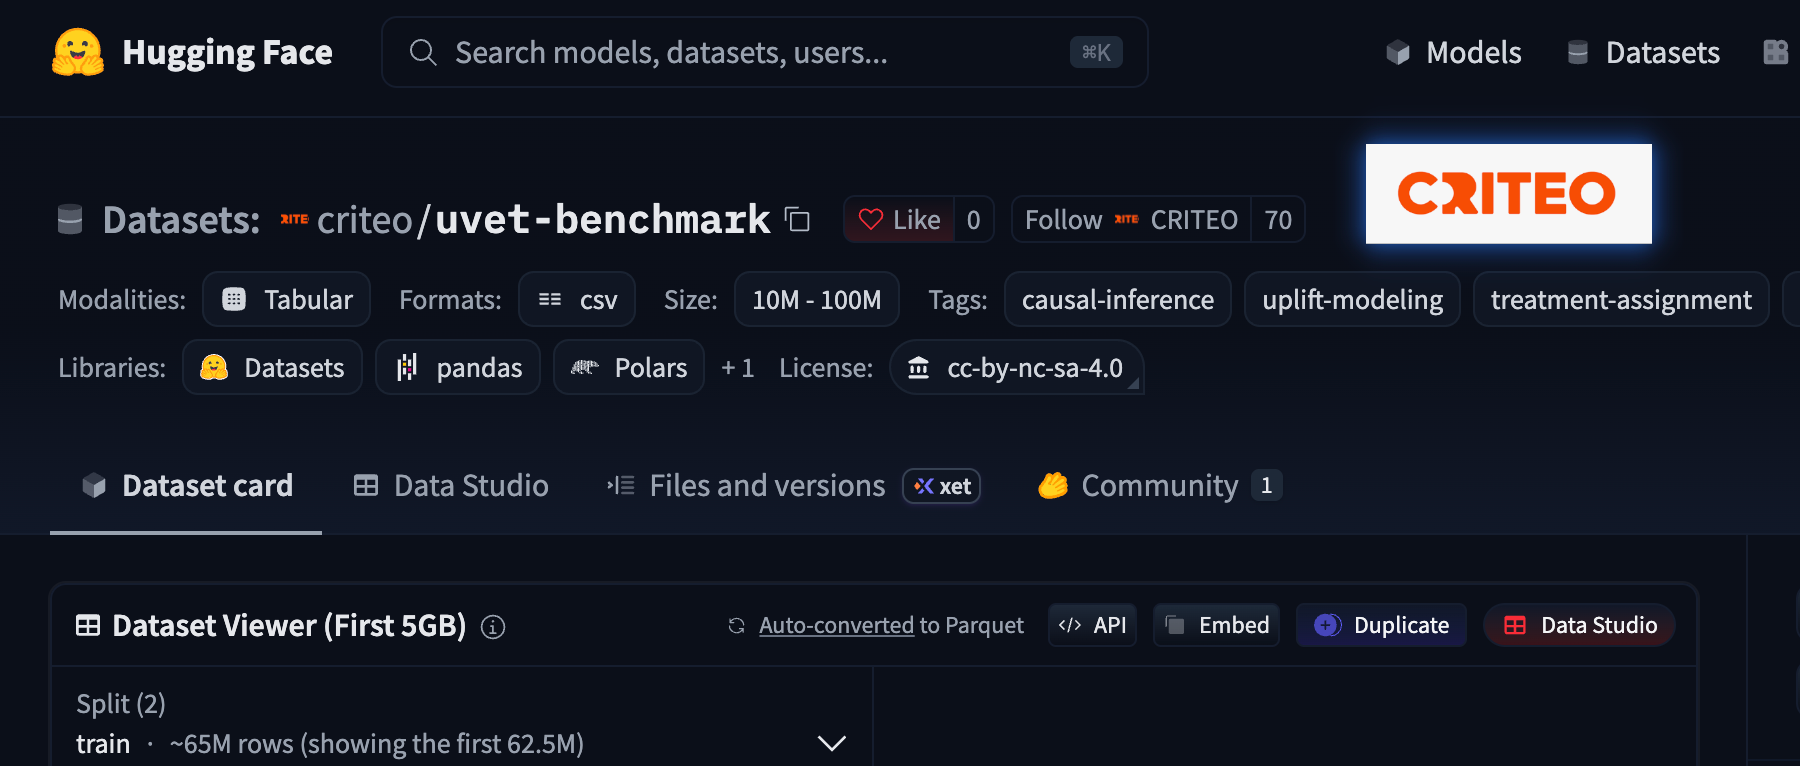 Hugging Face Search models, datasets, users... ⌘K Models Datasets
CRITEO
Datasets: RITE criteo/uvet-benchmark Like 0 Follow RITE CRITEO 70
Modalities: Tabular Formats: csv Size: 10M - 100M Tags: causal-inference uplift-modeling treatment-assignment
Libraries: Datasets pandas Polars + 1 License: cc-by-nc-sa-4.0
Dataset card Data Studio Files and versions xet Community 1
Dataset Viewer (First 5GB) Auto-converted to Parquet API Embed Duplicate Data Studio
Split (2)
train · ~65M rows (showing the first 62.5M)